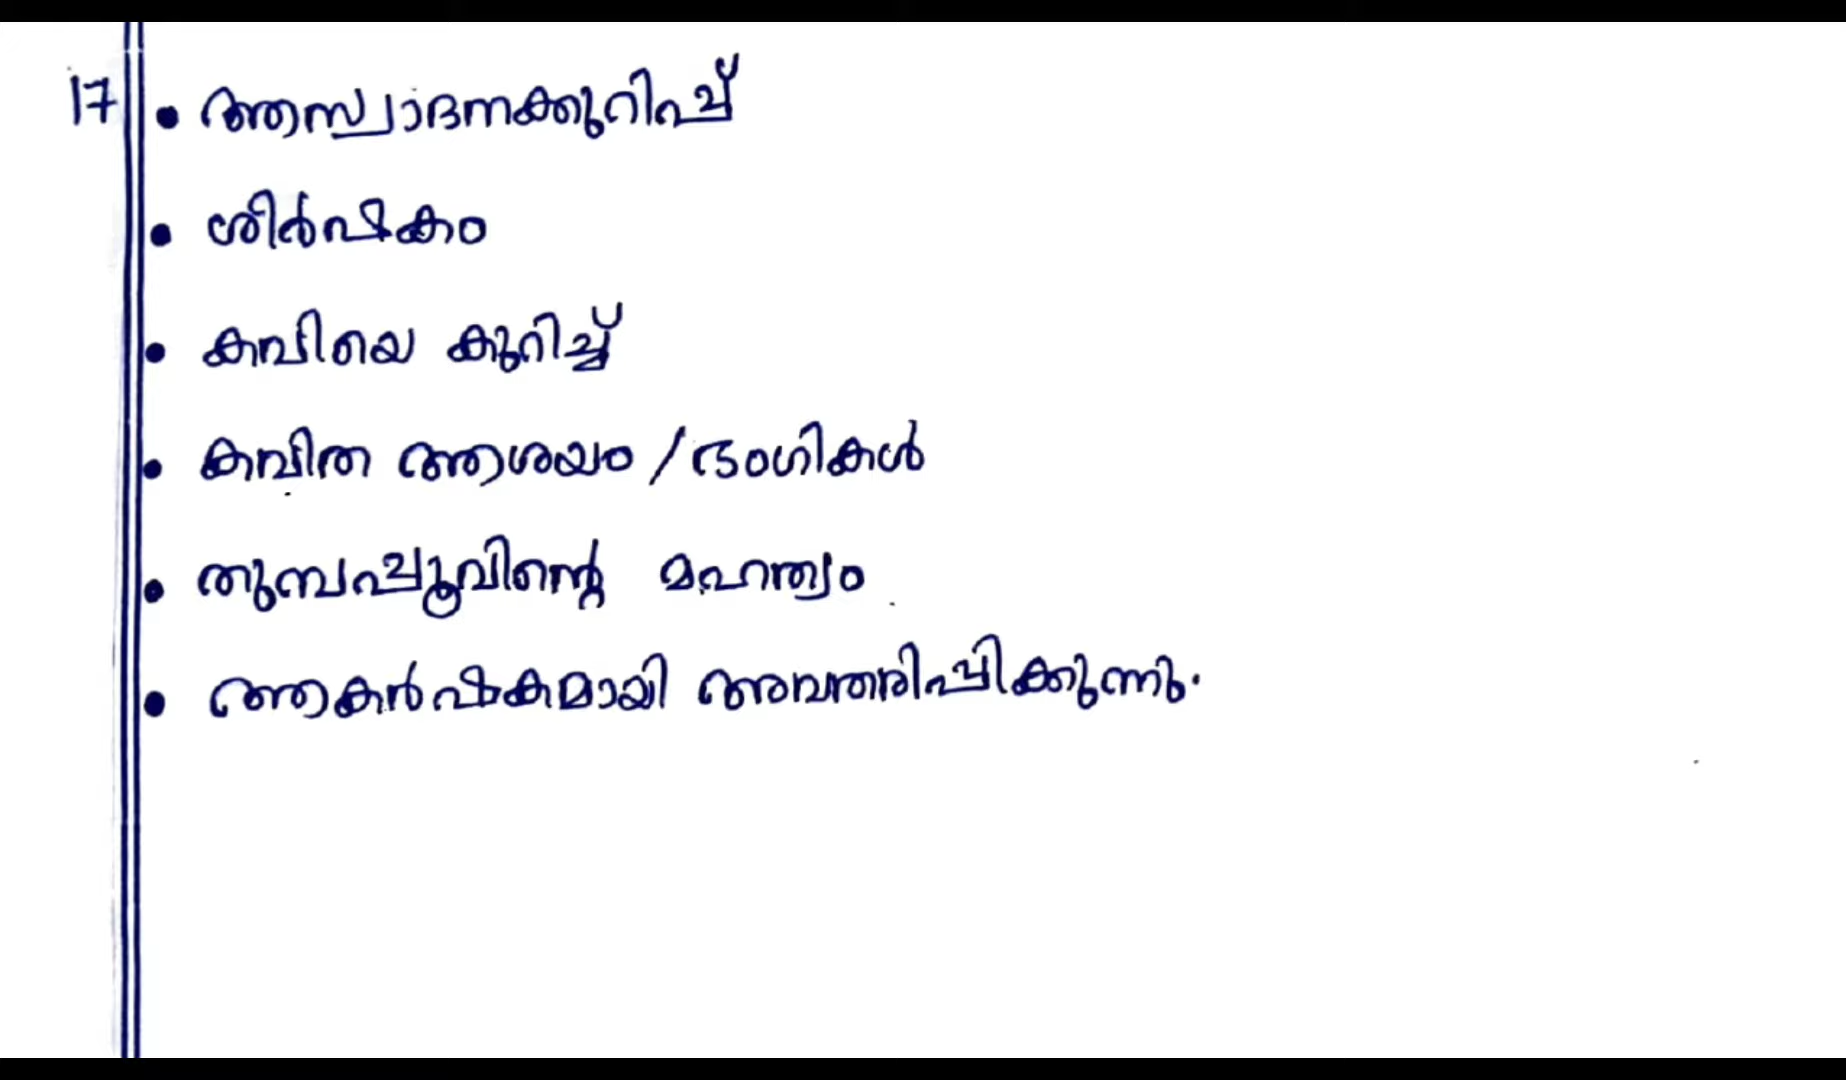 17 • ആസ്വാദനക്കുറിപ്പ്
• ശീർഷകം
• കവിയെ കുറിച്ച്
• കവിത ആശയം / ഭംഗികൾ
• തുമ്പപ്പൂവിന്റെ മഹത്വം
• ആകർഷകമായി അവതരിപ്പിക്കുന്നു.